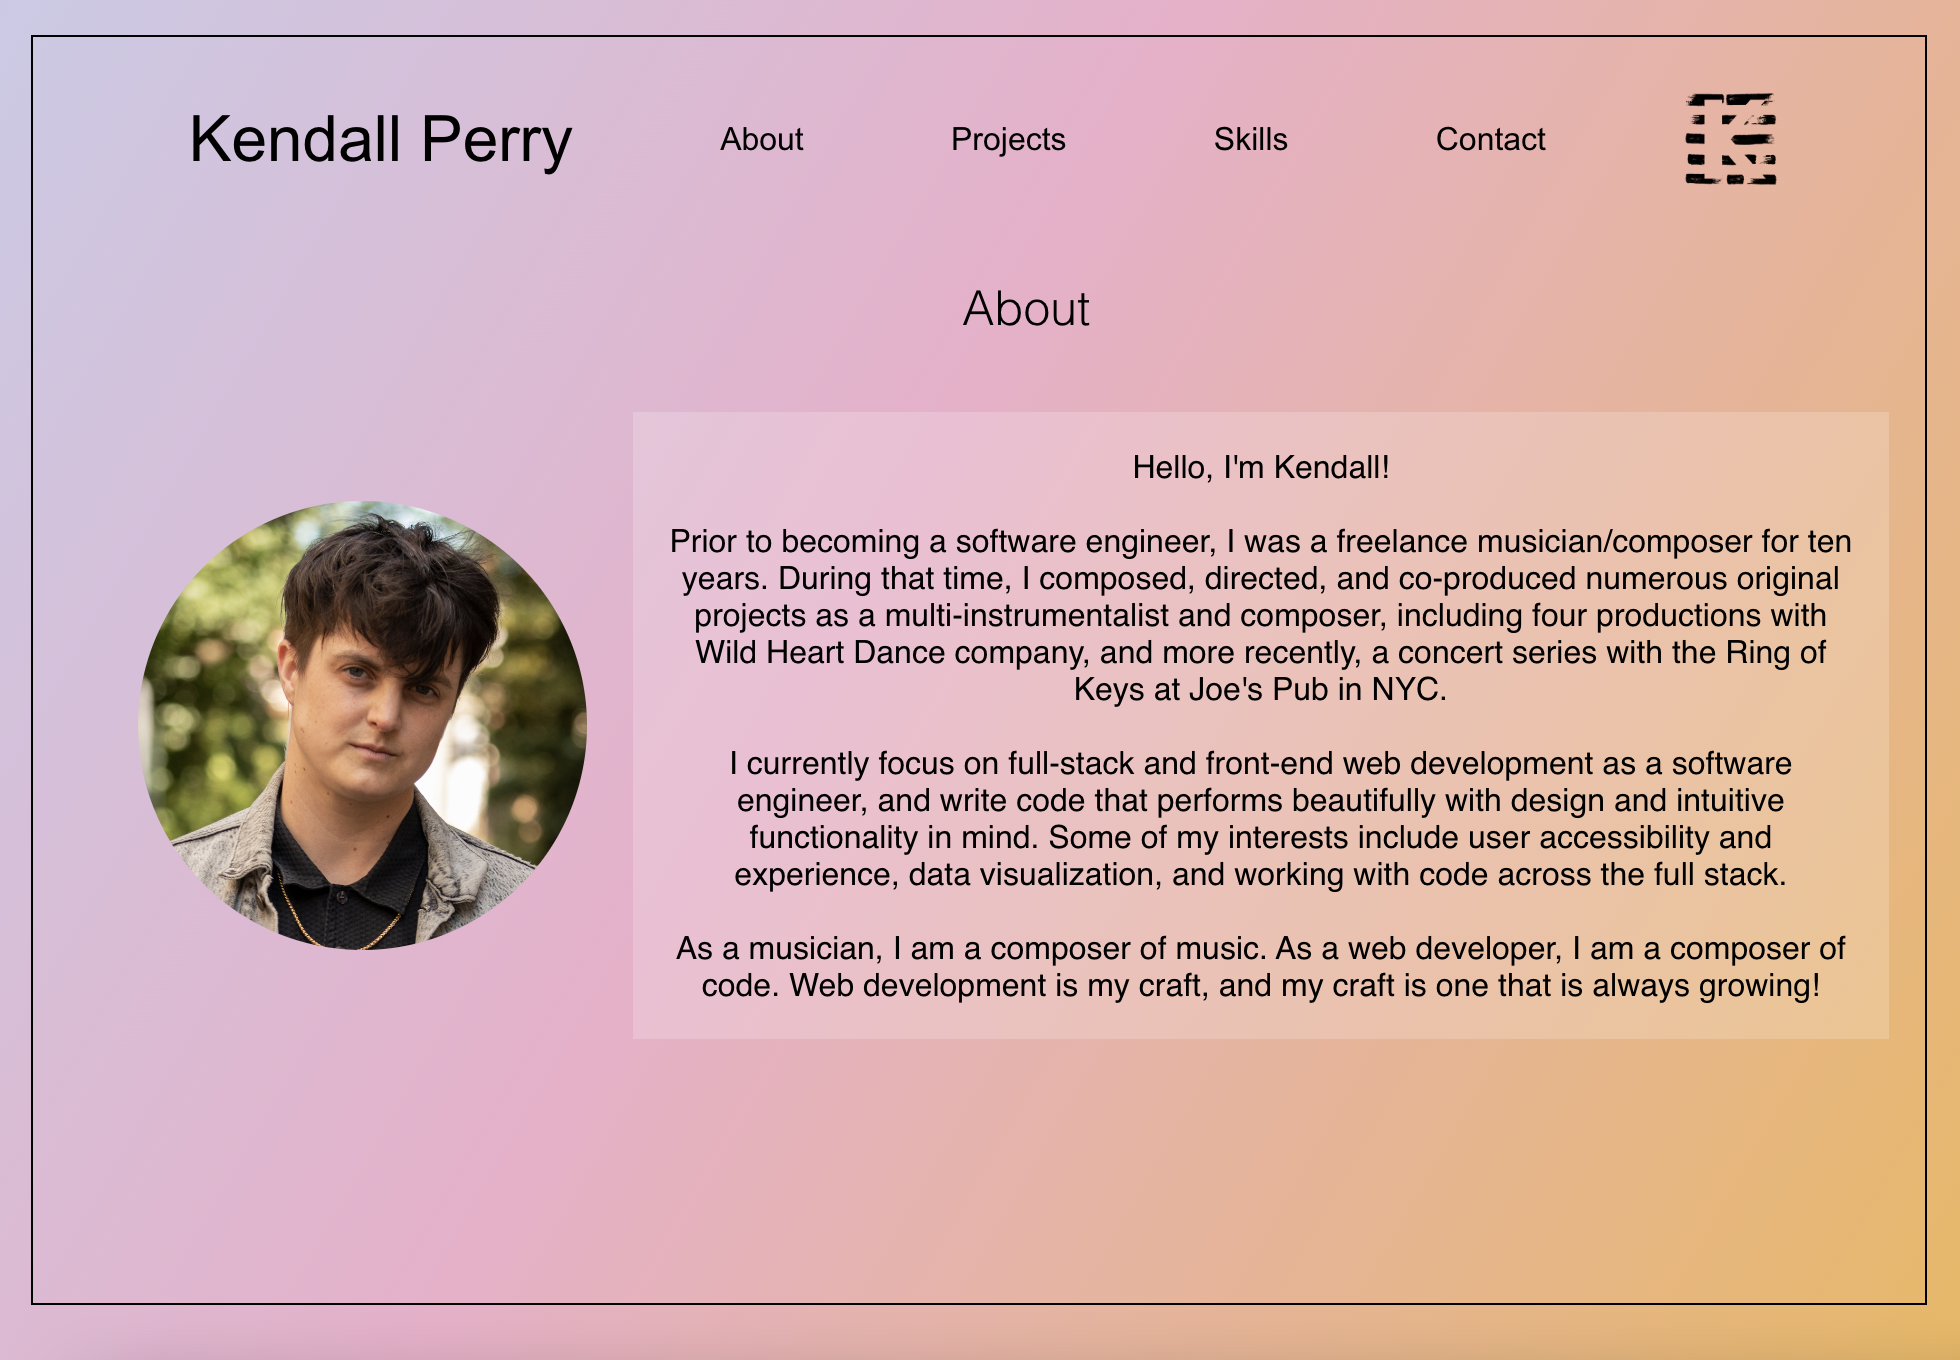 Kendall Perry
About
Projects
Skills
Contact
K
About
Hello, I'm Kendall!
Prior to becoming a software engineer, I was a freelance musician/composer for ten
years. During that time, I composed, directed, and co-produced numerous original
projects as a multi-instrumentalist and composer, including four productions with
Wild Heart Dance company, and more recently, a concert series with the Ring of
Keys at Joe's Pub in NYC.
I currently focus on full-stack and front-end web development as a software
engineer, and write code that performs beautifully with design and intuitive
functionality in mind. Some of my interests include user accessibility and
experience, data visualization, and working with code across the full stack.
As a musician, I am a composer of music. As a web developer, I am a composer of
code. Web development is my craft, and my craft is one that is always growing!